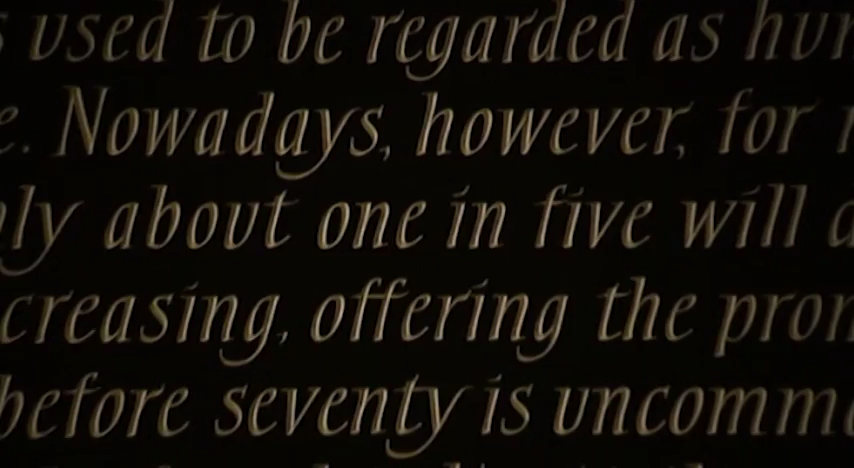 s used to be regarded as hu
e. Nowadays, however, for
ly about one in five will a
creasing, offering the pro
before seventy is uncomm